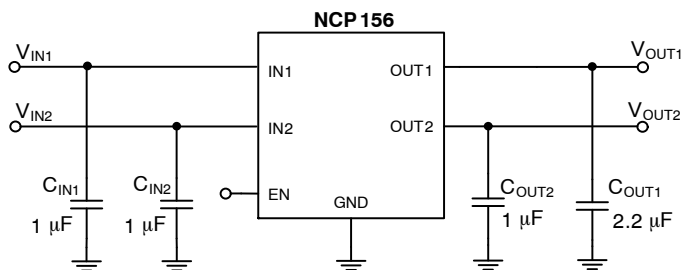 NCP156
VIN1
IN1
OUT1
VOUT1
VIN2
IN2
OUT2
VOUT2
CIN1
1 μF
CIN2
1 μF
EN
GND
COUT2
1 μF
COUT1
2.2 μF